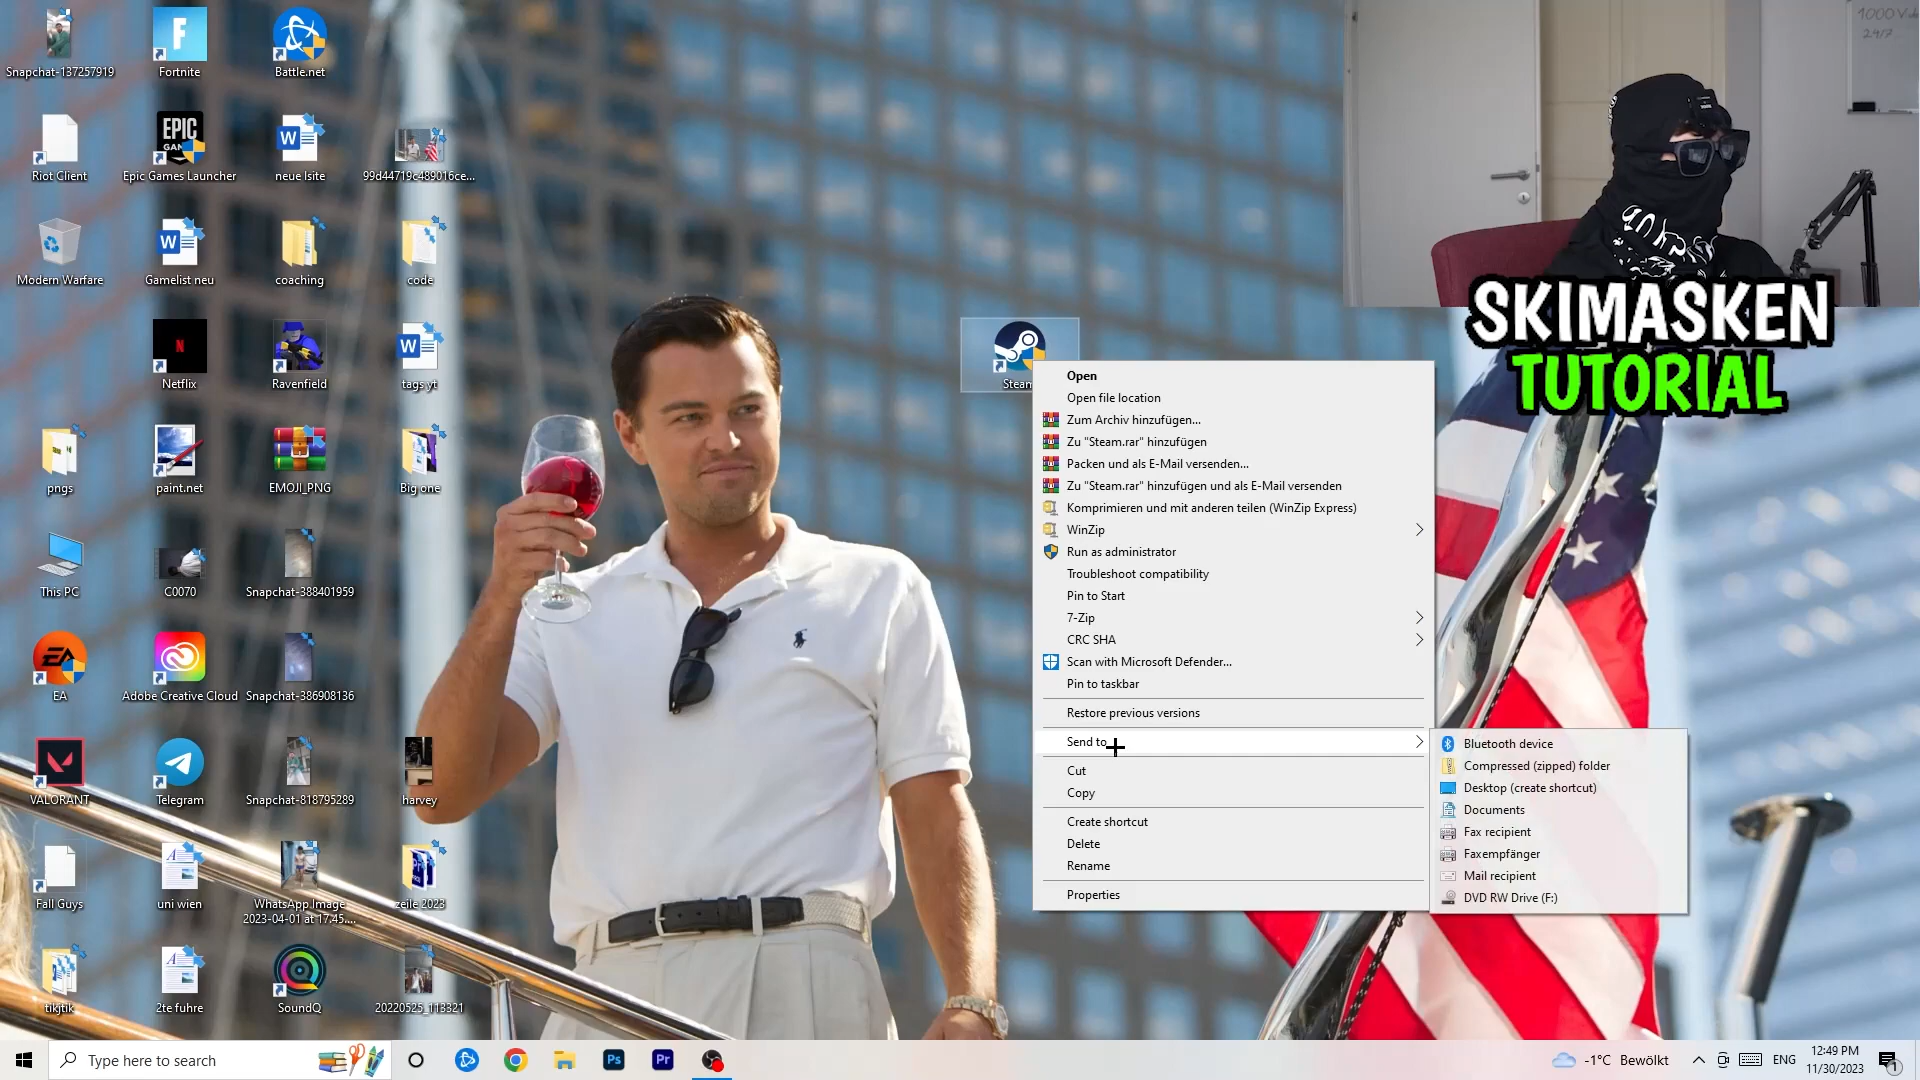 Snapchat-137257919
Fortnite
Battle.net
Riot Client
EPIC
Epic Games Launcher
neue lsite
99d44719c489016ce...
Modern Warfare
Gamelist neu
coaching
code
Netflix
Ravenfield
tags yt
pngs
paint.net
EMOJI_PNG
Big one
This PC
C0070
Snapchat-388401959
EA
Adobe Creative Cloud
Snapchat-386908136
VALORANT
Telegram
Snapchat-818795289
harvey
Fall Guys
uni wien
WhatsApp Image
2023-04-01 at 17.45....
zeile 2023
tikjtik
2te fuhre
SoundQ
20220525_113321
Steam
Open
Open file location
Zum Archiv hinzufügen...
Zu "Steam.rar" hinzufügen
Packen und als E-Mail versenden...
Zu "Steam.rar" hinzufügen und als E-Mail versenden
Komprimieren und mit anderen teilen (WinZip Express)
WinZip
Run as administrator
Troubleshoot compatibility
Pin to Start
7-Zip
CRC SHA
Scan with Microsoft Defender...
Pin to taskbar
Restore previous versions
Send to
Cut
Copy
Create shortcut
Delete
Rename
Properties
Bluetooth device
Compressed (zipped) folder
Desktop (create shortcut)
Documents
Fax recipient
Faxempfänger
Mail recipient
DVD RW Drive (F:)
1000
24/7
SKIMASKEN
TUTORIAL
Type here to search
Ps
Pr
-1°C Bewölkt
ENG
12:49 PM
11/30/2023
1